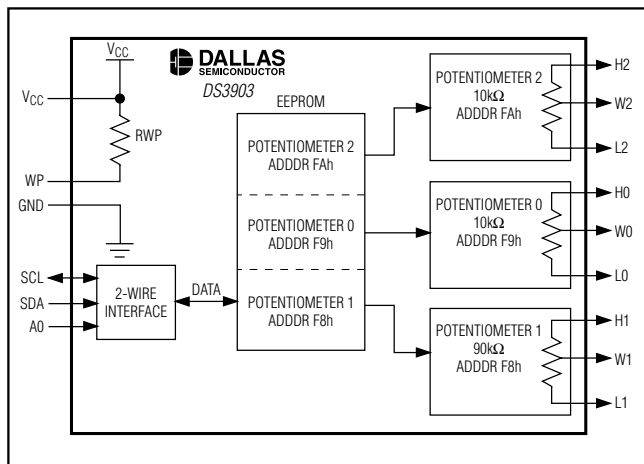 VCC
DALLAS
SEMICONDUCTOR
DS3903
VCC
RWP
WP
GND
SCL
SDA
A0
2-WIRE
INTERFACE
DATA
EEPROM
POTENTIOMETER 2
ADDDR FAh
POTENTIOMETER 0
ADDDR F9h
POTENTIOMETER 1
ADDDR F8h
POTENTIOMETER 2
10kΩ
ADDDR FAh
H2
W2
L2
POTENTIOMETER 0
10kΩ
ADDDR F9h
H0
W0
L0
POTENTIOMETER 1
90kΩ
ADDDR F8h
H1
W1
L1